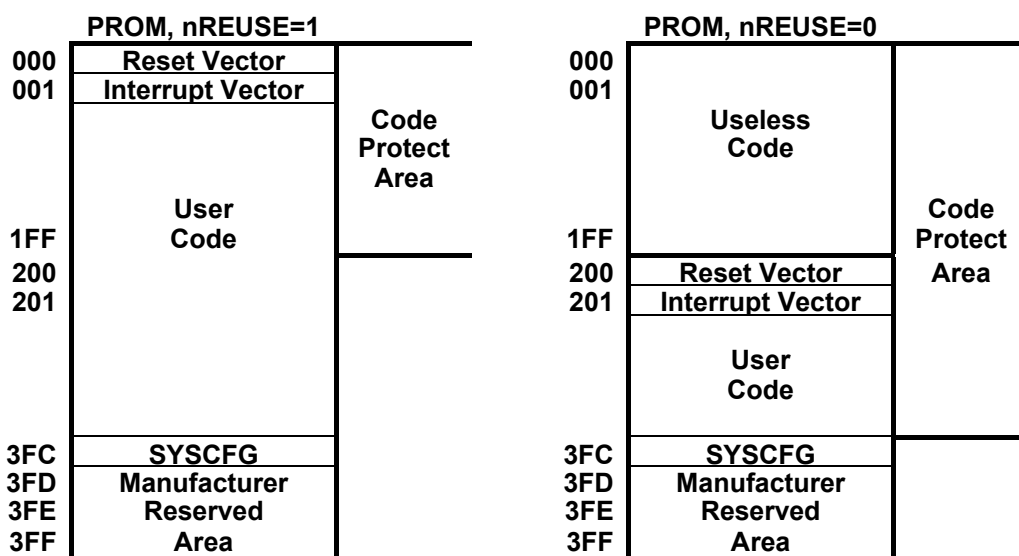 PROM, nREUSE=1
000 Reset Vector
001 Interrupt Vector
Code
Protect
Area
User
1FF Code
200
201
3FC SYSCFG
3FD Manufacturer
3FE Reserved
3FF Area
PROM, nREUSE=0
000
001
Useless
Code
Code
1FF Protect
200 Reset Vector Area
201 Interrupt Vector
User
Code
3FC SYSCFG
3FD Manufacturer
3FE Reserved
3FF Area